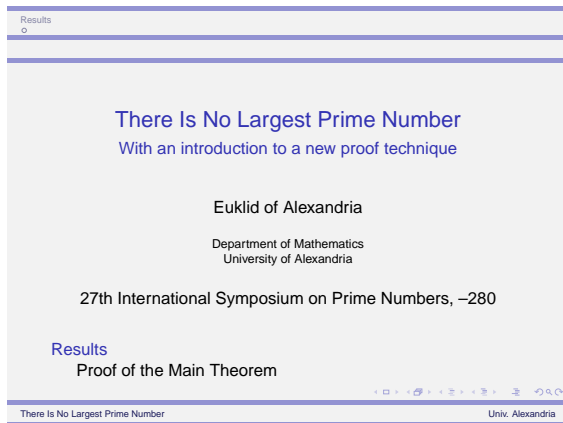 Results
There Is No Largest Prime Number
With an introduction to a new proof technique
Euklid of Alexandria
Department of Mathematics
University of Alexandria
27th International Symposium on Prime Numbers, –280
Results
Proof of the Main Theorem
There Is No Largest Prime Number
Univ. Alexandria